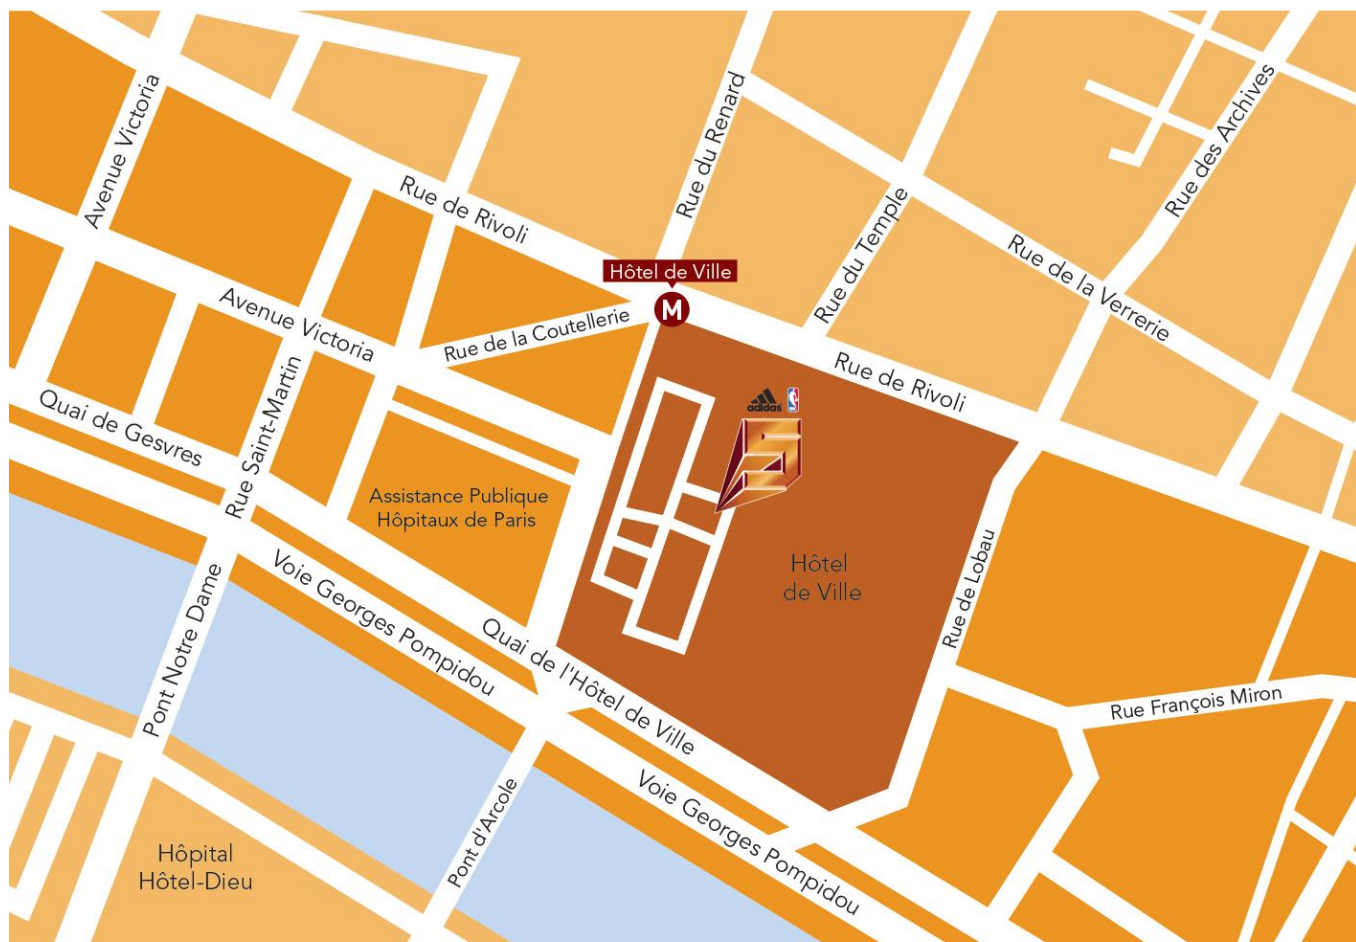 Avenue Victoria
Rue de Rivoli
Rue du Renard
Rue du Temple
Rue des Archives
Rue de la Verrerie
Hôtel de Ville
M
Avenue Victoria
Rue de la Coutellerie
Rue de Rivoli
adidas
NBA
5
Quai de Gesvres
Rue Saint-Martin
Assistance Publique
Hôpitaux de Paris
Hôtel
de Ville
Rue de Lobau
Voie Georges Pompidou
Quai de l'Hôtel de Ville
Pont Notre Dame
Rue François Miron
Voie Georges Pompidou
Pont d'Arcole
Hôpital
Hôtel-Dieu